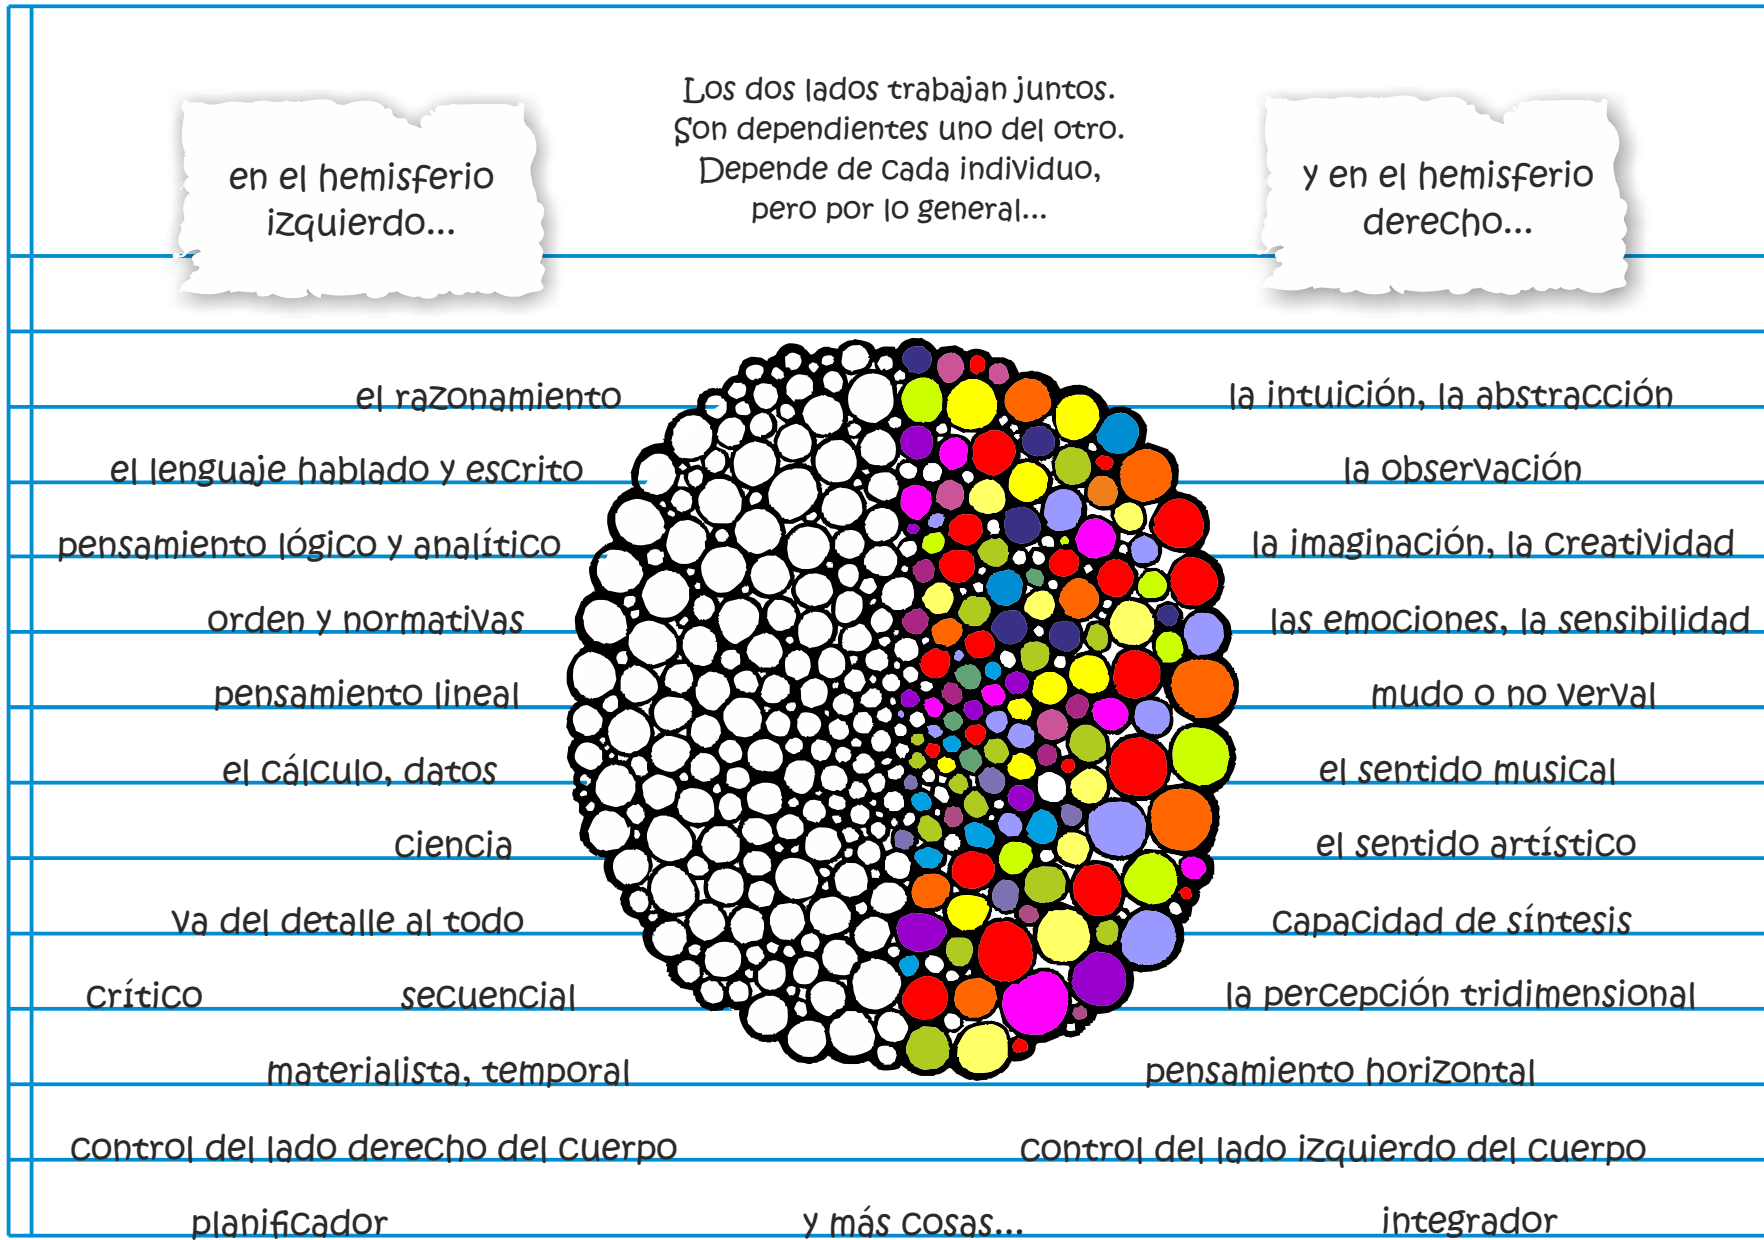 en el hemisferio
izquierdo...
Los dos lados trabajan juntos.
Son dependientes uno del otro.
Depende de cada individuo,
pero por lo general...
y en el hemisferio
derecho...
el razonamiento
el lenguaje hablado y escrito
pensamiento lógico y analítico
orden y normativas
pensamiento lineal
el cálculo, datos
ciencia
va del detalle al todo
crítico
secuencial
materialista, temporal
control del lado derecho del cuerpo
planificador
la intuición, la abstracción
la observación
la imaginación, la creatividad
las emociones, la sensibilidad
mudo o no verval
el sentido musical
el sentido artístico
capacidad de síntesis
la percepción tridimensional
pensamiento horizontal
control del lado izquierdo del cuerpo
integrador
y más cosas...